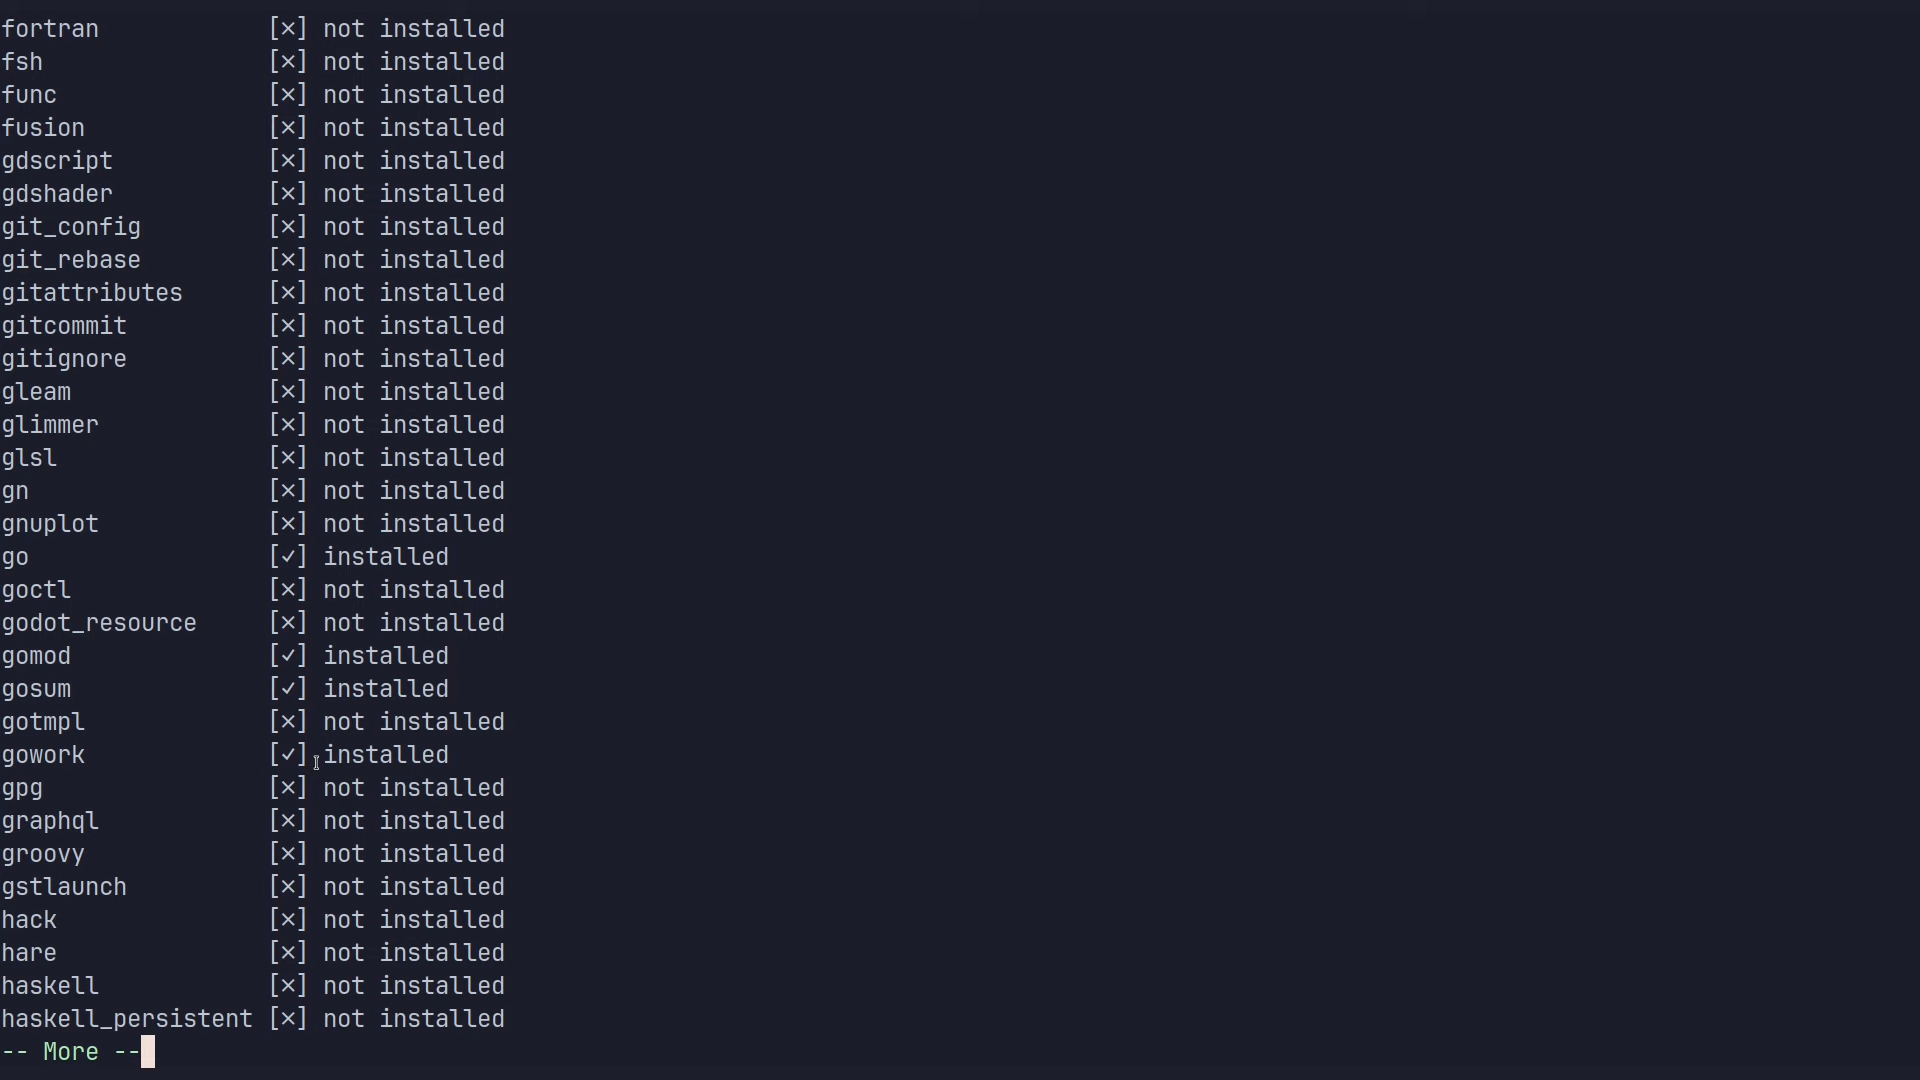 fortran [×] not installed
fsh [×] not installed
func [×] not installed
fusion [×] not installed
gdscript [×] not installed
gdshader [×] not installed
git_config [×] not installed
git_rebase [×] not installed
gitattributes [×] not installed
gitcommit [×] not installed
gitignore [×] not installed
gleam [×] not installed
glimmer [×] not installed
glsl [×] not installed
gn [×] not installed
gnuplot [×] not installed
go [✓] installed
goctl [×] not installed
godot_resource [×] not installed
gomod [✓] installed
gosum [✓] installed
gotmpl [×] not installed
gowork [✓] installed
gpg [×] not installed
graphql [×] not installed
groovy [×] not installed
gstlaunch [×] not installed
hack [×] not installed
hare [×] not installed
haskell [×] not installed
haskell_persistent [×] not installed
-- More --